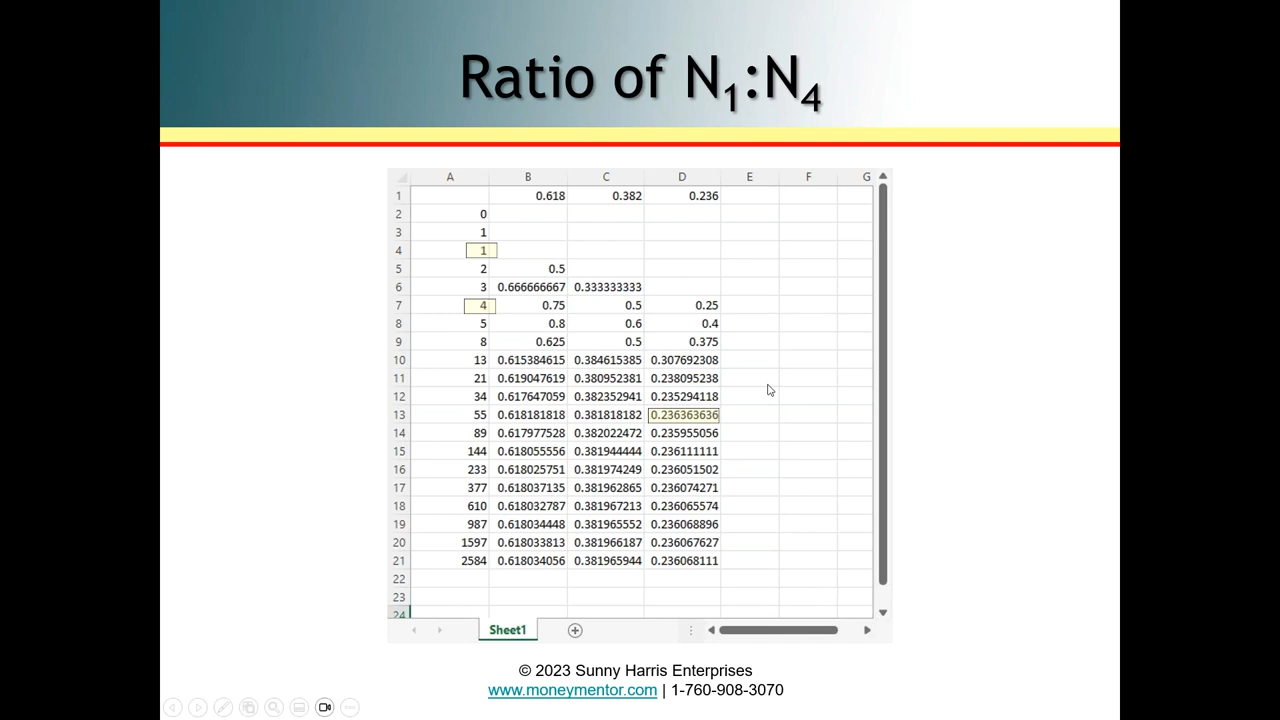 Ratio of N1:N4
A B C D E F G
1 0.618 0.382 0.236
2 0
3 1
4 1
5 2 0.5
6 3 0.666666667 0.333333333
7 4 0.75 0.5 0.25
8 5 0.8 0.6 0.4
9 8 0.625 0.5 0.375
10 13 0.615384615 0.384615385 0.307692308
11 21 0.619047619 0.380952381 0.238095238
12 34 0.617647059 0.382352941 0.235294118
13 55 0.618181818 0.381818182 0.236363636
14 89 0.617977528 0.382022472 0.235955056
15 144 0.618055556 0.381944444 0.236111111
16 233 0.618025751 0.381974249 0.236051502
17 377 0.618037135 0.381962865 0.236074271
18 610 0.618032787 0.381967213 0.236065574
19 987 0.618034448 0.381965552 0.236068896
20 1597 0.618033813 0.381966187 0.236067627
21 2584 0.618034056 0.381965944 0.236068111
22
23
24
Sheet1
© 2023 Sunny Harris Enterprises
www.moneymentor.com | 1-760-908-3070